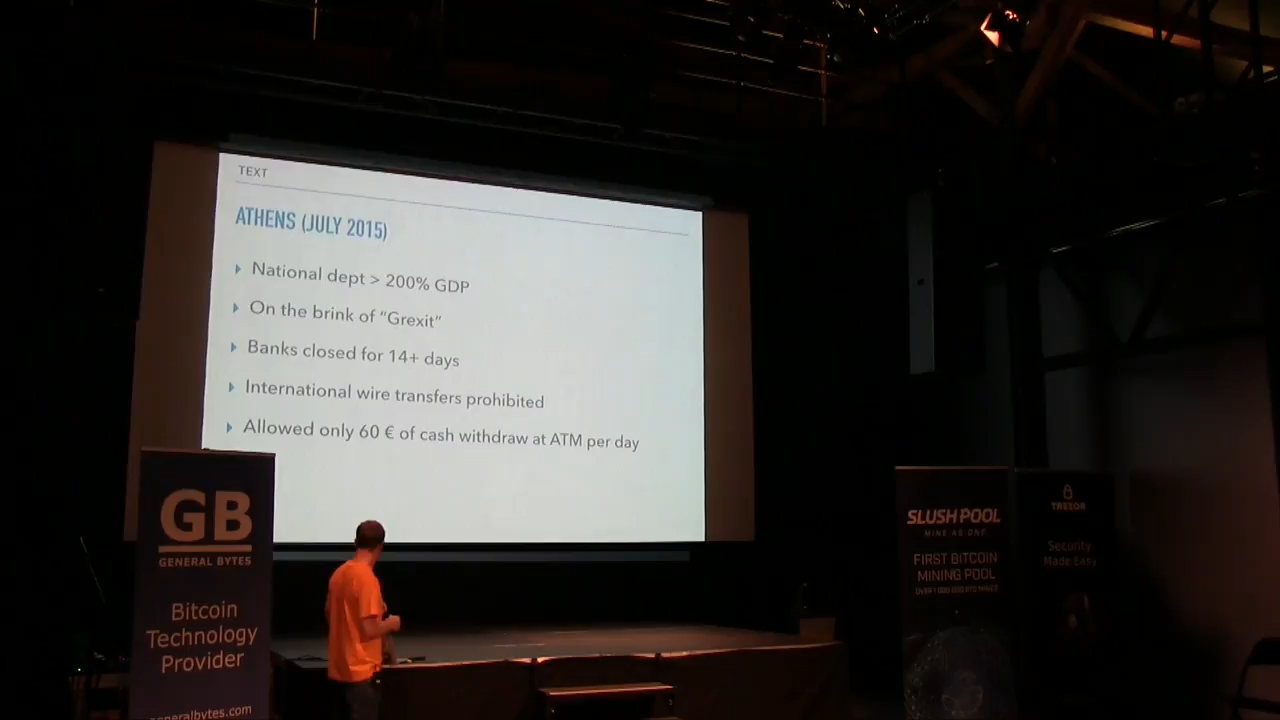 TEXT
ATHENS (JULY 2015)
National dept > 200% GDP
On the brink of “Grexit”
Banks closed for 14+ days
International wire transfers prohibited
Allowed only 60 € of cash withdraw at ATM per day
GB
GENERAL BYTES
Bitcoin
Technology
Provider
generalbytes.com
SLUSH POOL
MINE AS ONE
FIRST BITCOIN
MINING POOL
TREZOR
Security
Made Easy